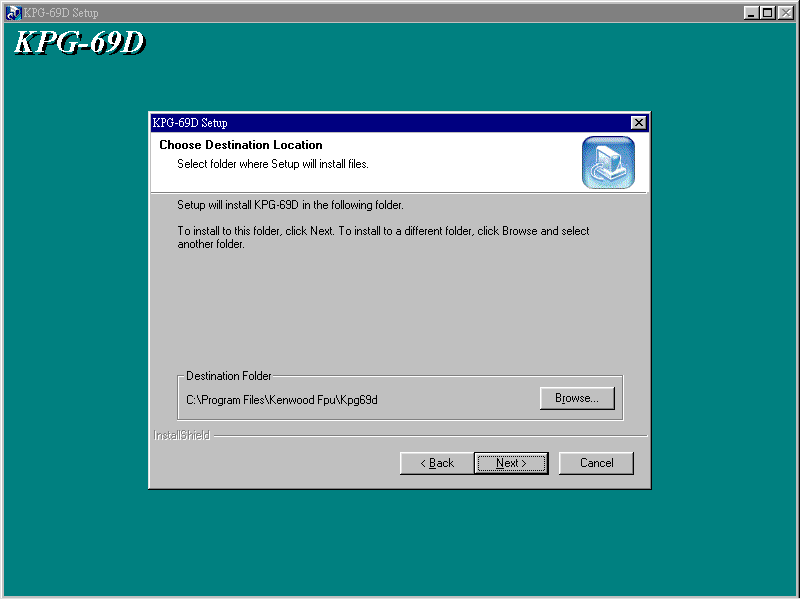 KPG-69D Setup
KPG-69D
KPG-69D Setup
Choose Destination Location
Select folder where Setup will install files.
Setup will install KPG-69D in the following folder.
To install to this folder, click Next. To install to a different folder, click Browse and select
another folder.
Destination Folder
C:\Program Files\Kenwood Fpu\Kpg69d
Browse...
InstallShield
< Back
Next >
Cancel